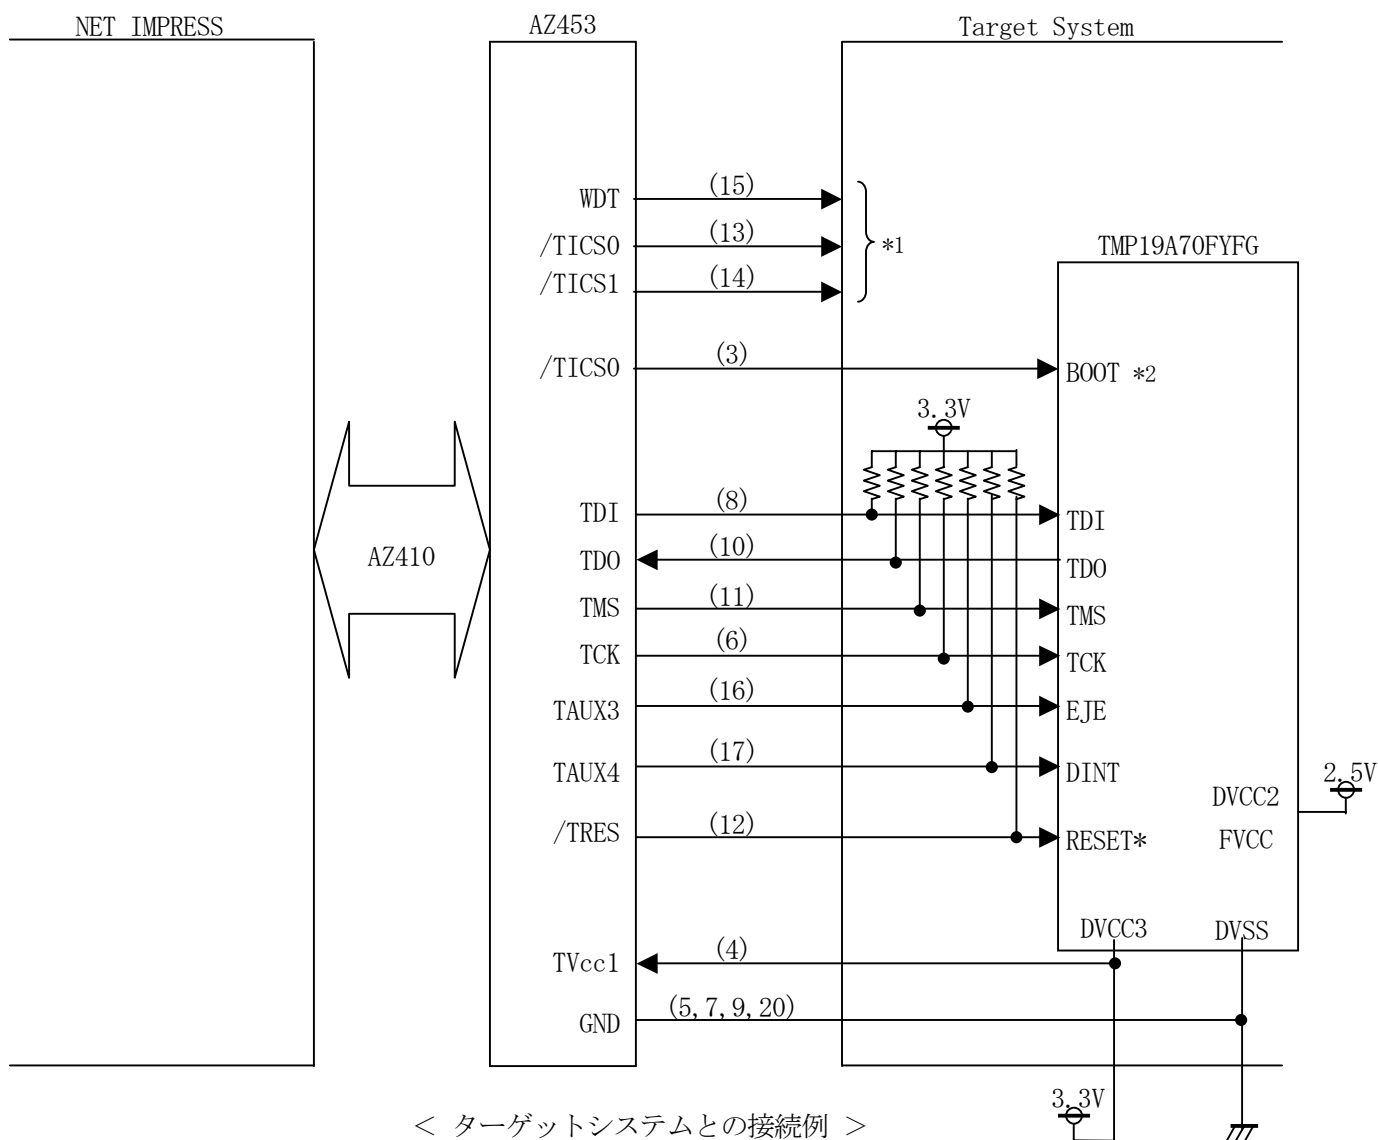 NET IMPRESS
AZ453
Target System
WDT
(15)
/TICS0
(13)
*1
/TICS1
(14)
TMP19A70FYFG
/TICS0
(3)
BOOT *2
3.3V
AZ410
TDI
(8)
TDI
TDO
(10)
TDO
TMS
(11)
TMS
TCK
(6)
TCK
TAUX3
(16)
EJE
TAUX4
(17)
DINT
2.5V
DVCC2
/TRES
(12)
RESET*
FVCC
DVCC3
DVSS
TVcc1
(4)
GND
(5,7,9,20)
3.3V
< ターゲットシステムとの接続例 >